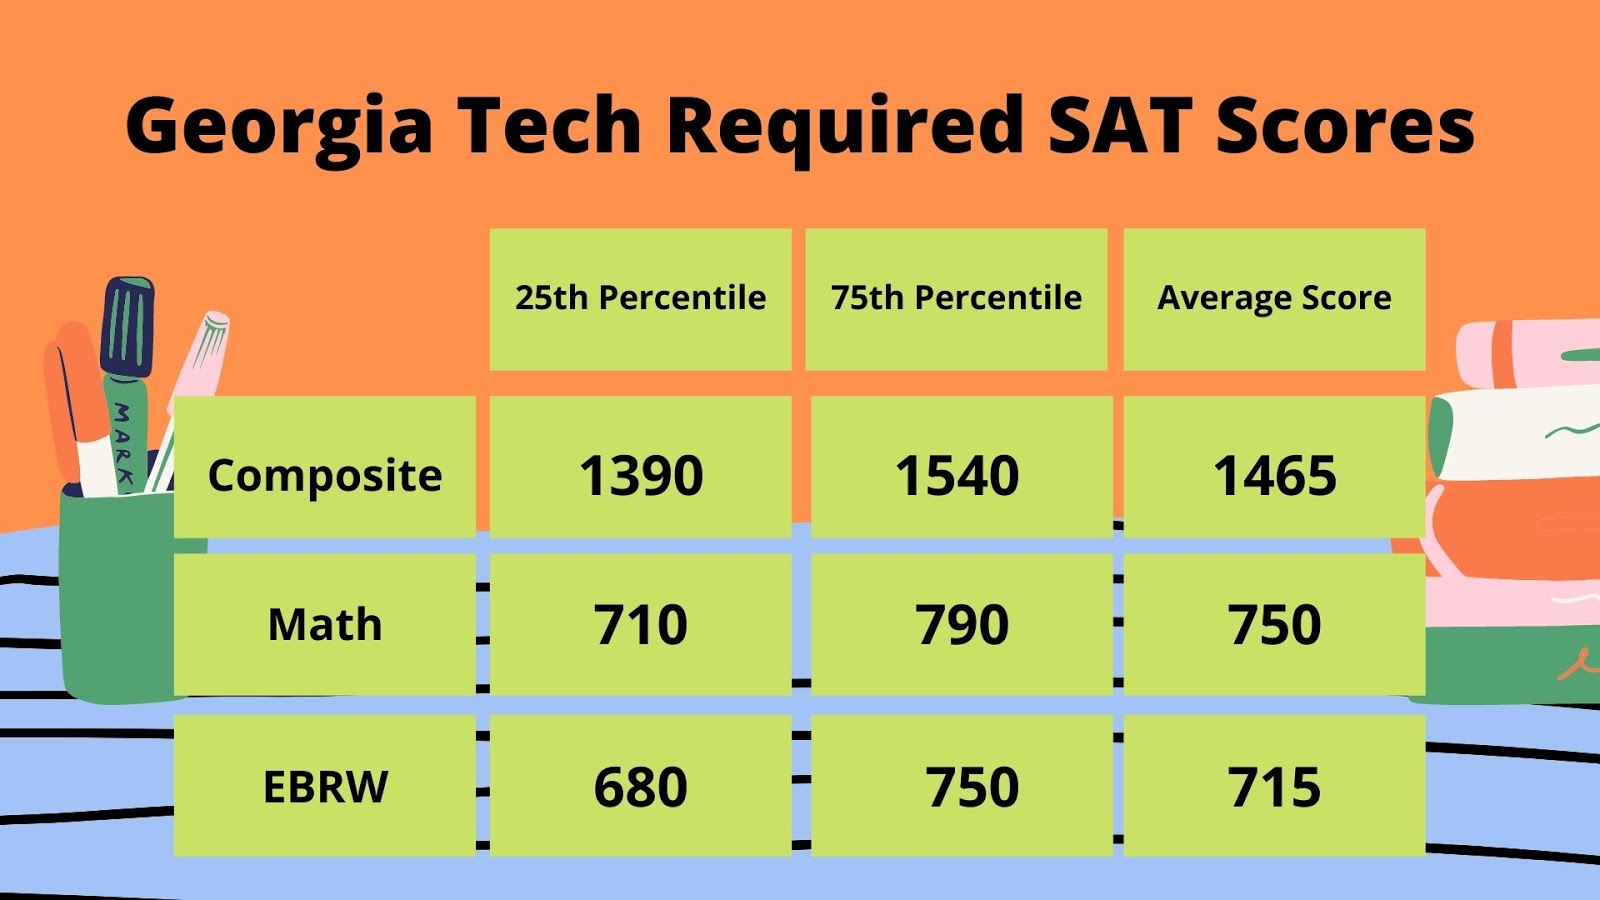 Georgia Tech Required SAT Scores
25th Percentile 75th Percentile Average Score
MARK
Composite 1390 1540 1465
Math 710 790 750
EBRW 680 750 715